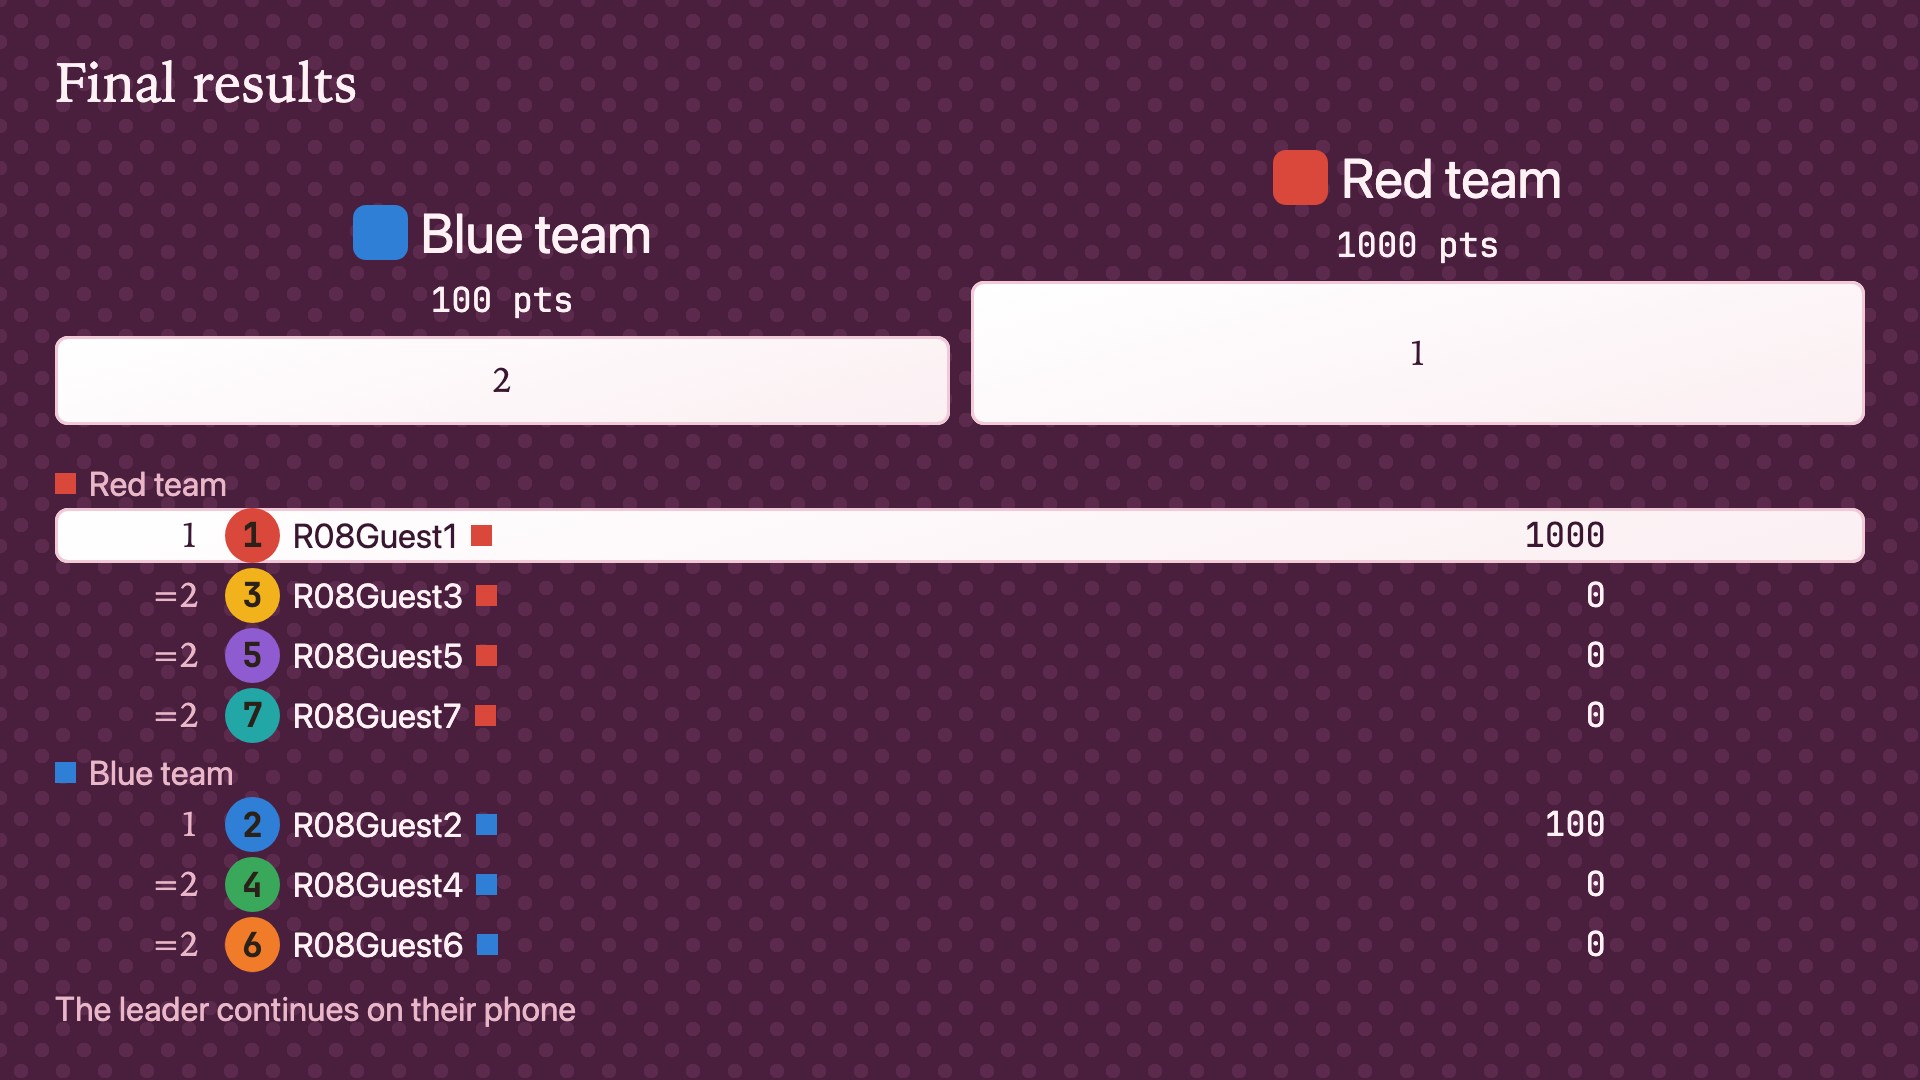 Final results
Blue team
100 pts
2
Red team
1000 pts
1
Red team
1 1 R08Guest1 1000
=2 3 R08Guest3 0
=2 5 R08Guest5 0
=2 7 R08Guest7 0
Blue team
1 2 R08Guest2 100
=2 4 R08Guest4 0
=2 6 R08Guest6 0
The leader continues on their phone